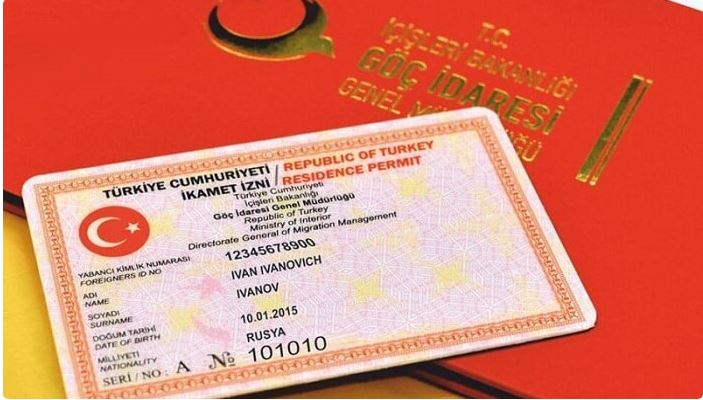 T.C.
İÇİŞLERİ BAKANLIĞI
GÖÇ İDARESİ
GENEL MÜDÜRLÜĞÜ
TÜRKİYE CUMHURİYETİ / REPUBLIC OF TURKEY
İKAMET İZNİ / RESIDENCE PERMIT
Türkiye Cumhuriyeti
İçişleri Bakanlığı
Göç İdaresi Genel Müdürlüğü
Republic of Turkey
Ministry of Interior
Directorate General of Migration Management
YABANCI KİMLİK NUMARASI 12345678900
FOREIGNERS ID NO
ADI IVAN IVANOVICH
NAME
SOYADI IVANOV
SURNAME
DOĞUM TARİHİ 10.01.2015
DATE OF BIRTH
MİLLİYETİ RUSYA
NATIONALITY
SERİ / NO : A № 101010